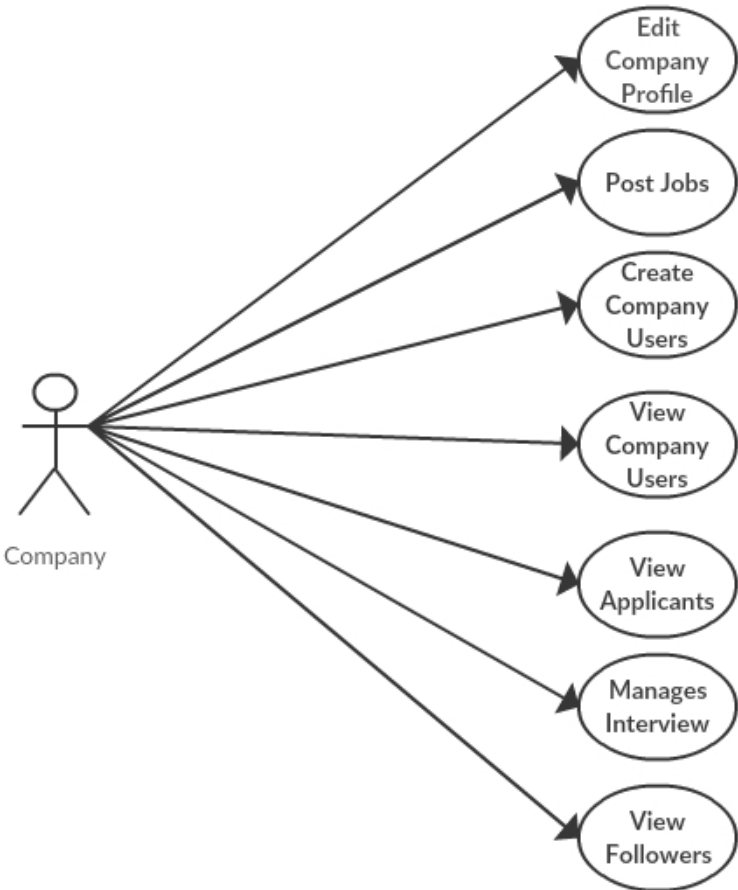 Edit
Company
Profile
Post Jobs
Create
Company
Users
View
Company
Users
Company
View
Applicants
Manages
Interview
View
Followers